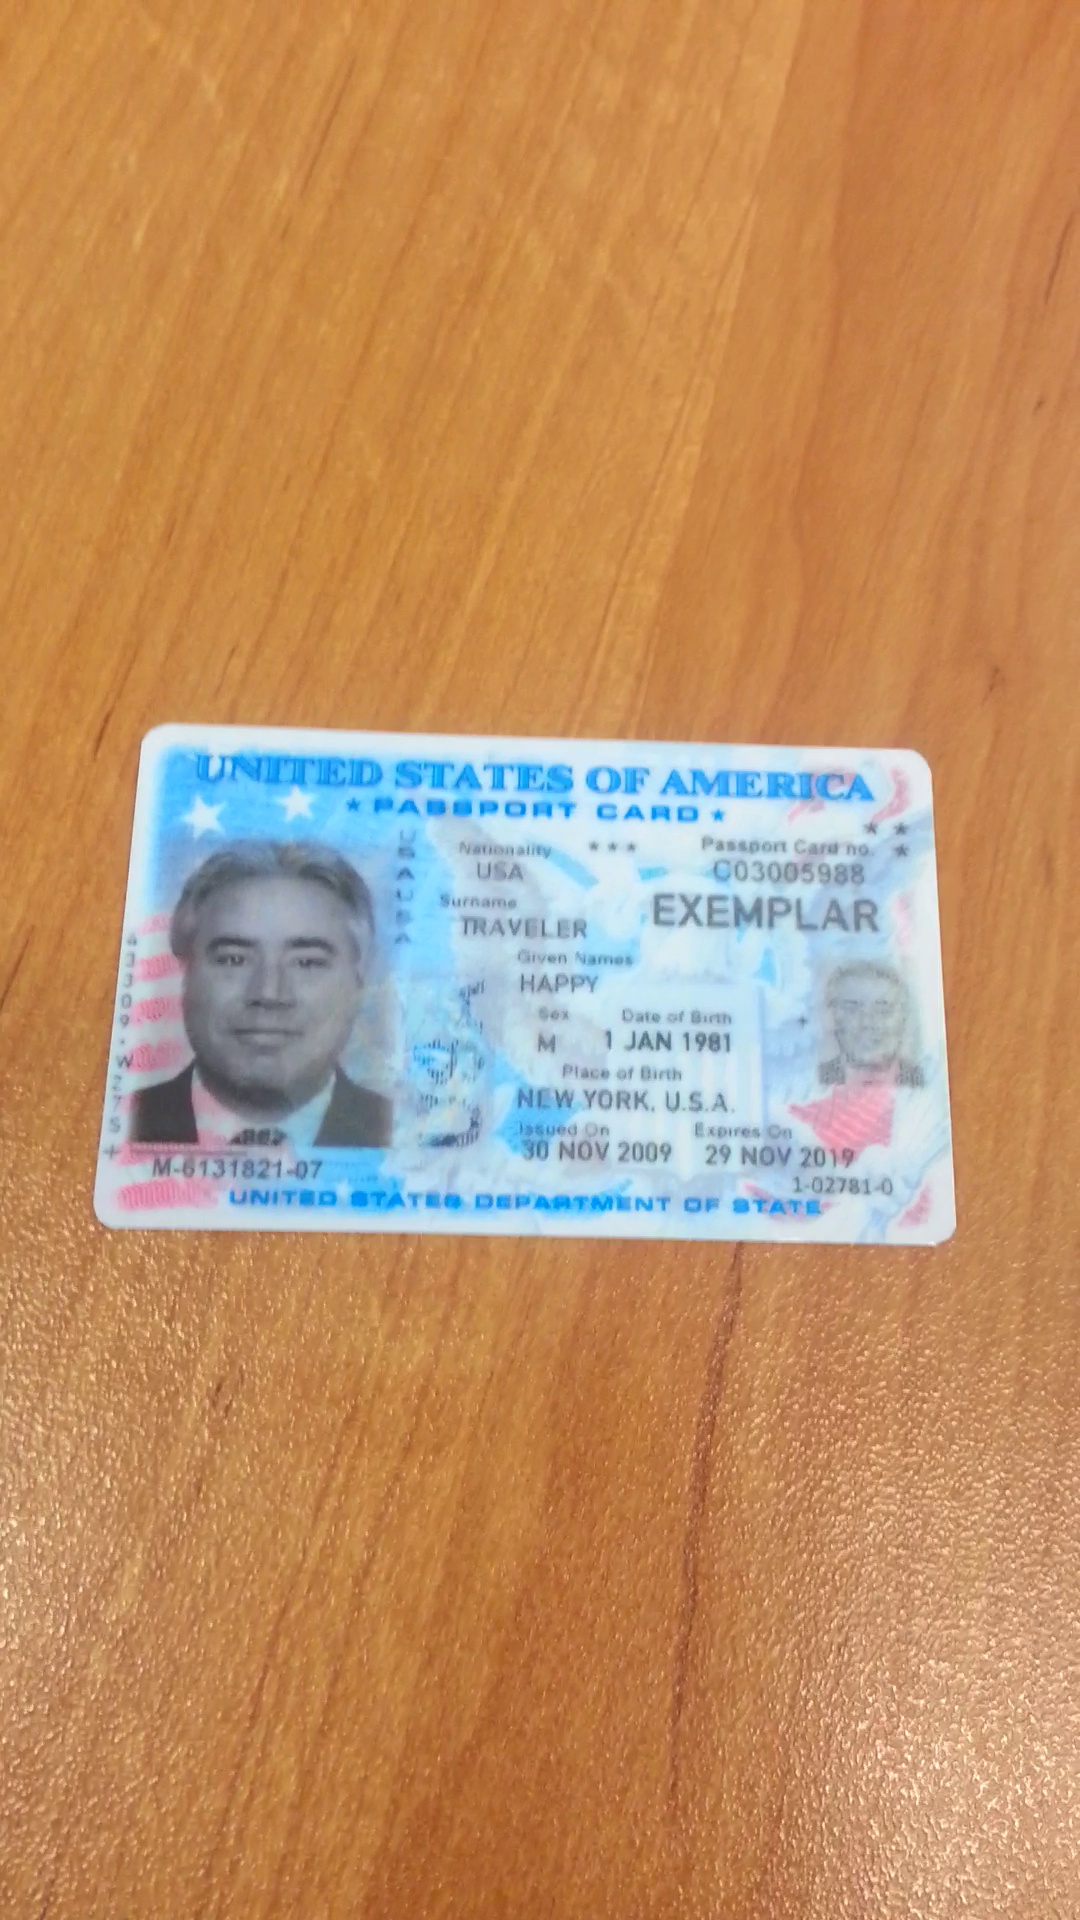 UNITED STATES OF AMERICA
★ PASSPORT CARD ★
USAUSA
Nationality
★ ★ ★
Passport Card no.
USA
C03005988
Surname
EXEMPLAR
TRAVELER
Given Names
HAPPY
Sex
Date of Birth
M
1 JAN 1981
Place of Birth
NEW YORK, U.S.A.
Issued On
Expires On
30 NOV 2009
29 NOV 2019
M-6131821-07
1-02781-0
UNITED STATES DEPARTMENT OF STATE